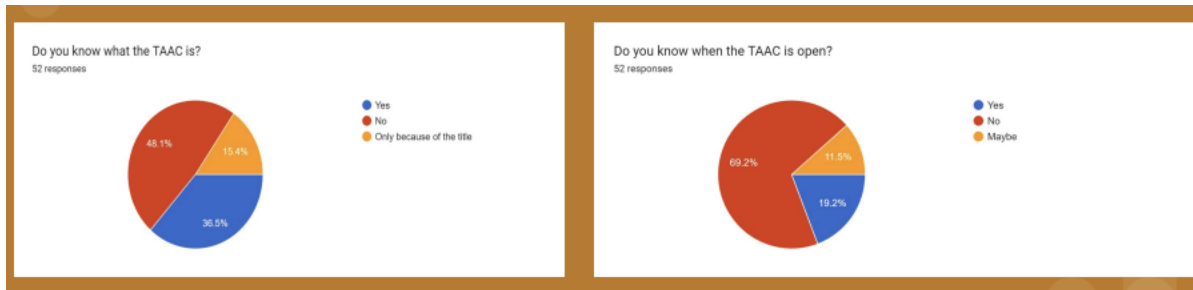 Do you know what the TAAC is?
52 responses
48.1%
15.4%
36.5%
Yes
No
Only because of the title
Do you know when the TAAC is open?
52 responses
69.2%
11.5%
19.2%
Yes
No
Maybe